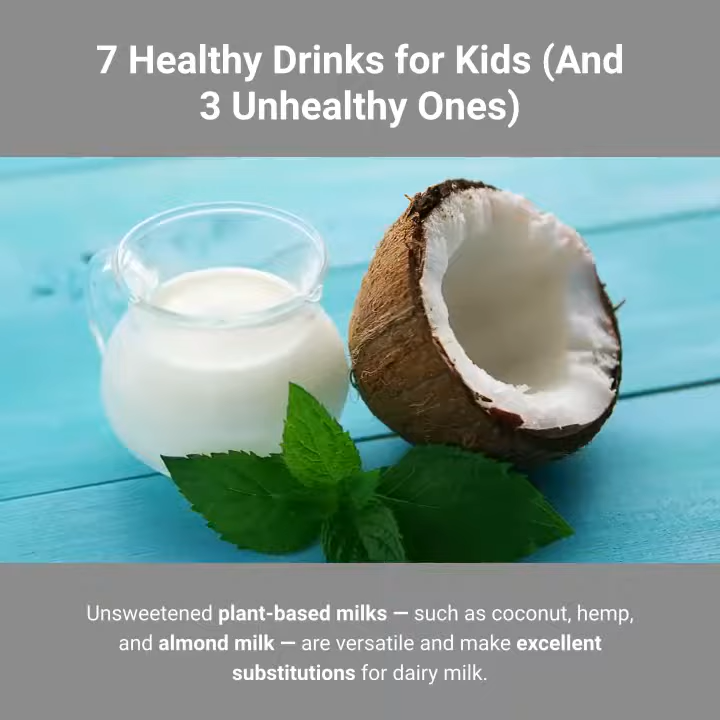 7 Healthy Drinks for Kids (And
3 Unhealthy Ones)
Unsweetened plant-based milks — such as coconut, hemp,
and almond milk — are versatile and make excellent
substitutions for dairy milk.